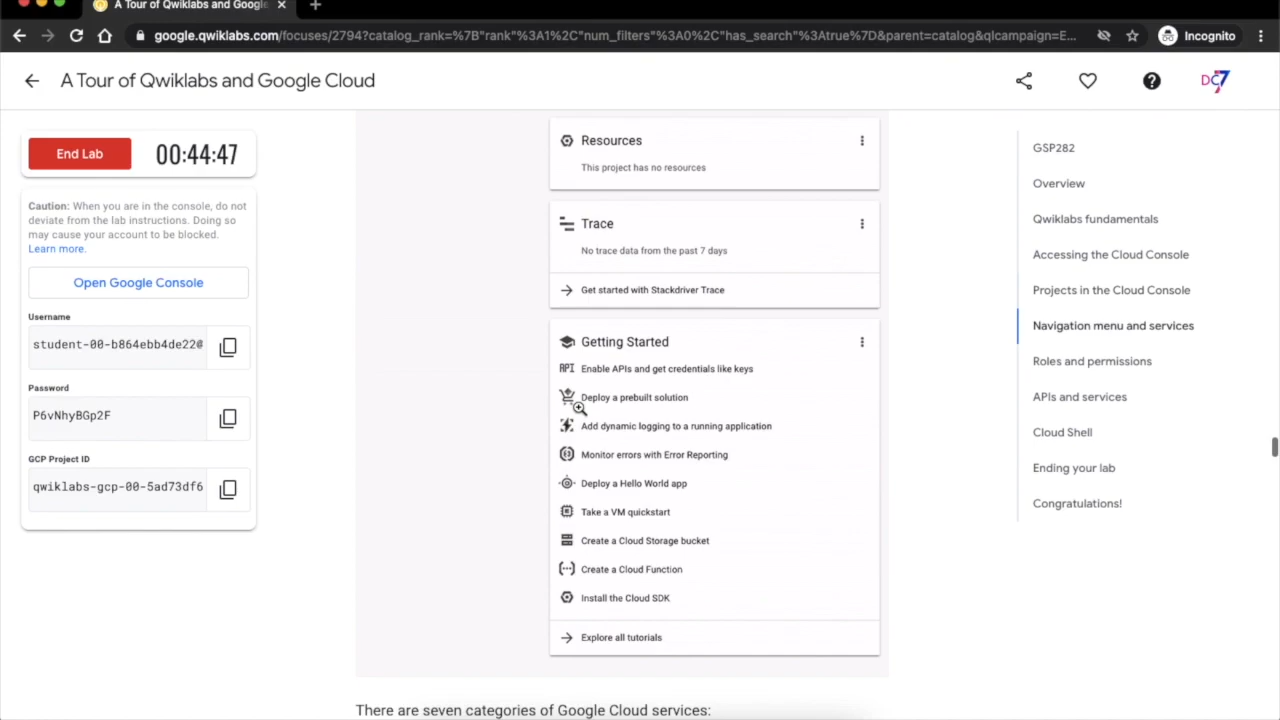 A Tour of Qwiklabs and Google
google.qwiklabs.com/focuses/2794?catalog_rank=%7B"rank"%3A1%2C"num_filters"%3A0%2C"has_search"%3Atrue%7D&parent=catalog&qlcampaign=E...
Incognito
A Tour of Qwiklabs and Google Cloud
DC7
End Lab
00:44:47
Caution: When you are in the console, do not
deviate from the lab instructions. Doing so
may cause your account to be blocked.
Learn more.
Open Google Console
Username
student-00-b864ebb4de22@
Password
P6vNhyBGp2F
GCP Project ID
qwiklabs-gcp-00-5ad73df6
Resources
This project has no resources
Trace
No trace data from the past 7 days
Get started with Stackdriver Trace
Getting Started
API Enable APIs and get credentials like keys
Deploy a prebuilt solution
Add dynamic logging to a running application
Monitor errors with Error Reporting
Deploy a Hello World app
Take a VM quickstart
Create a Cloud Storage bucket
Create a Cloud Function
Install the Cloud SDK
Explore all tutorials
There are seven categories of Google Cloud services:
GSP282
Overview
Qwiklabs fundamentals
Accessing the Cloud Console
Projects in the Cloud Console
Navigation menu and services
Roles and permissions
APIs and services
Cloud Shell
Ending your lab
Congratulations!